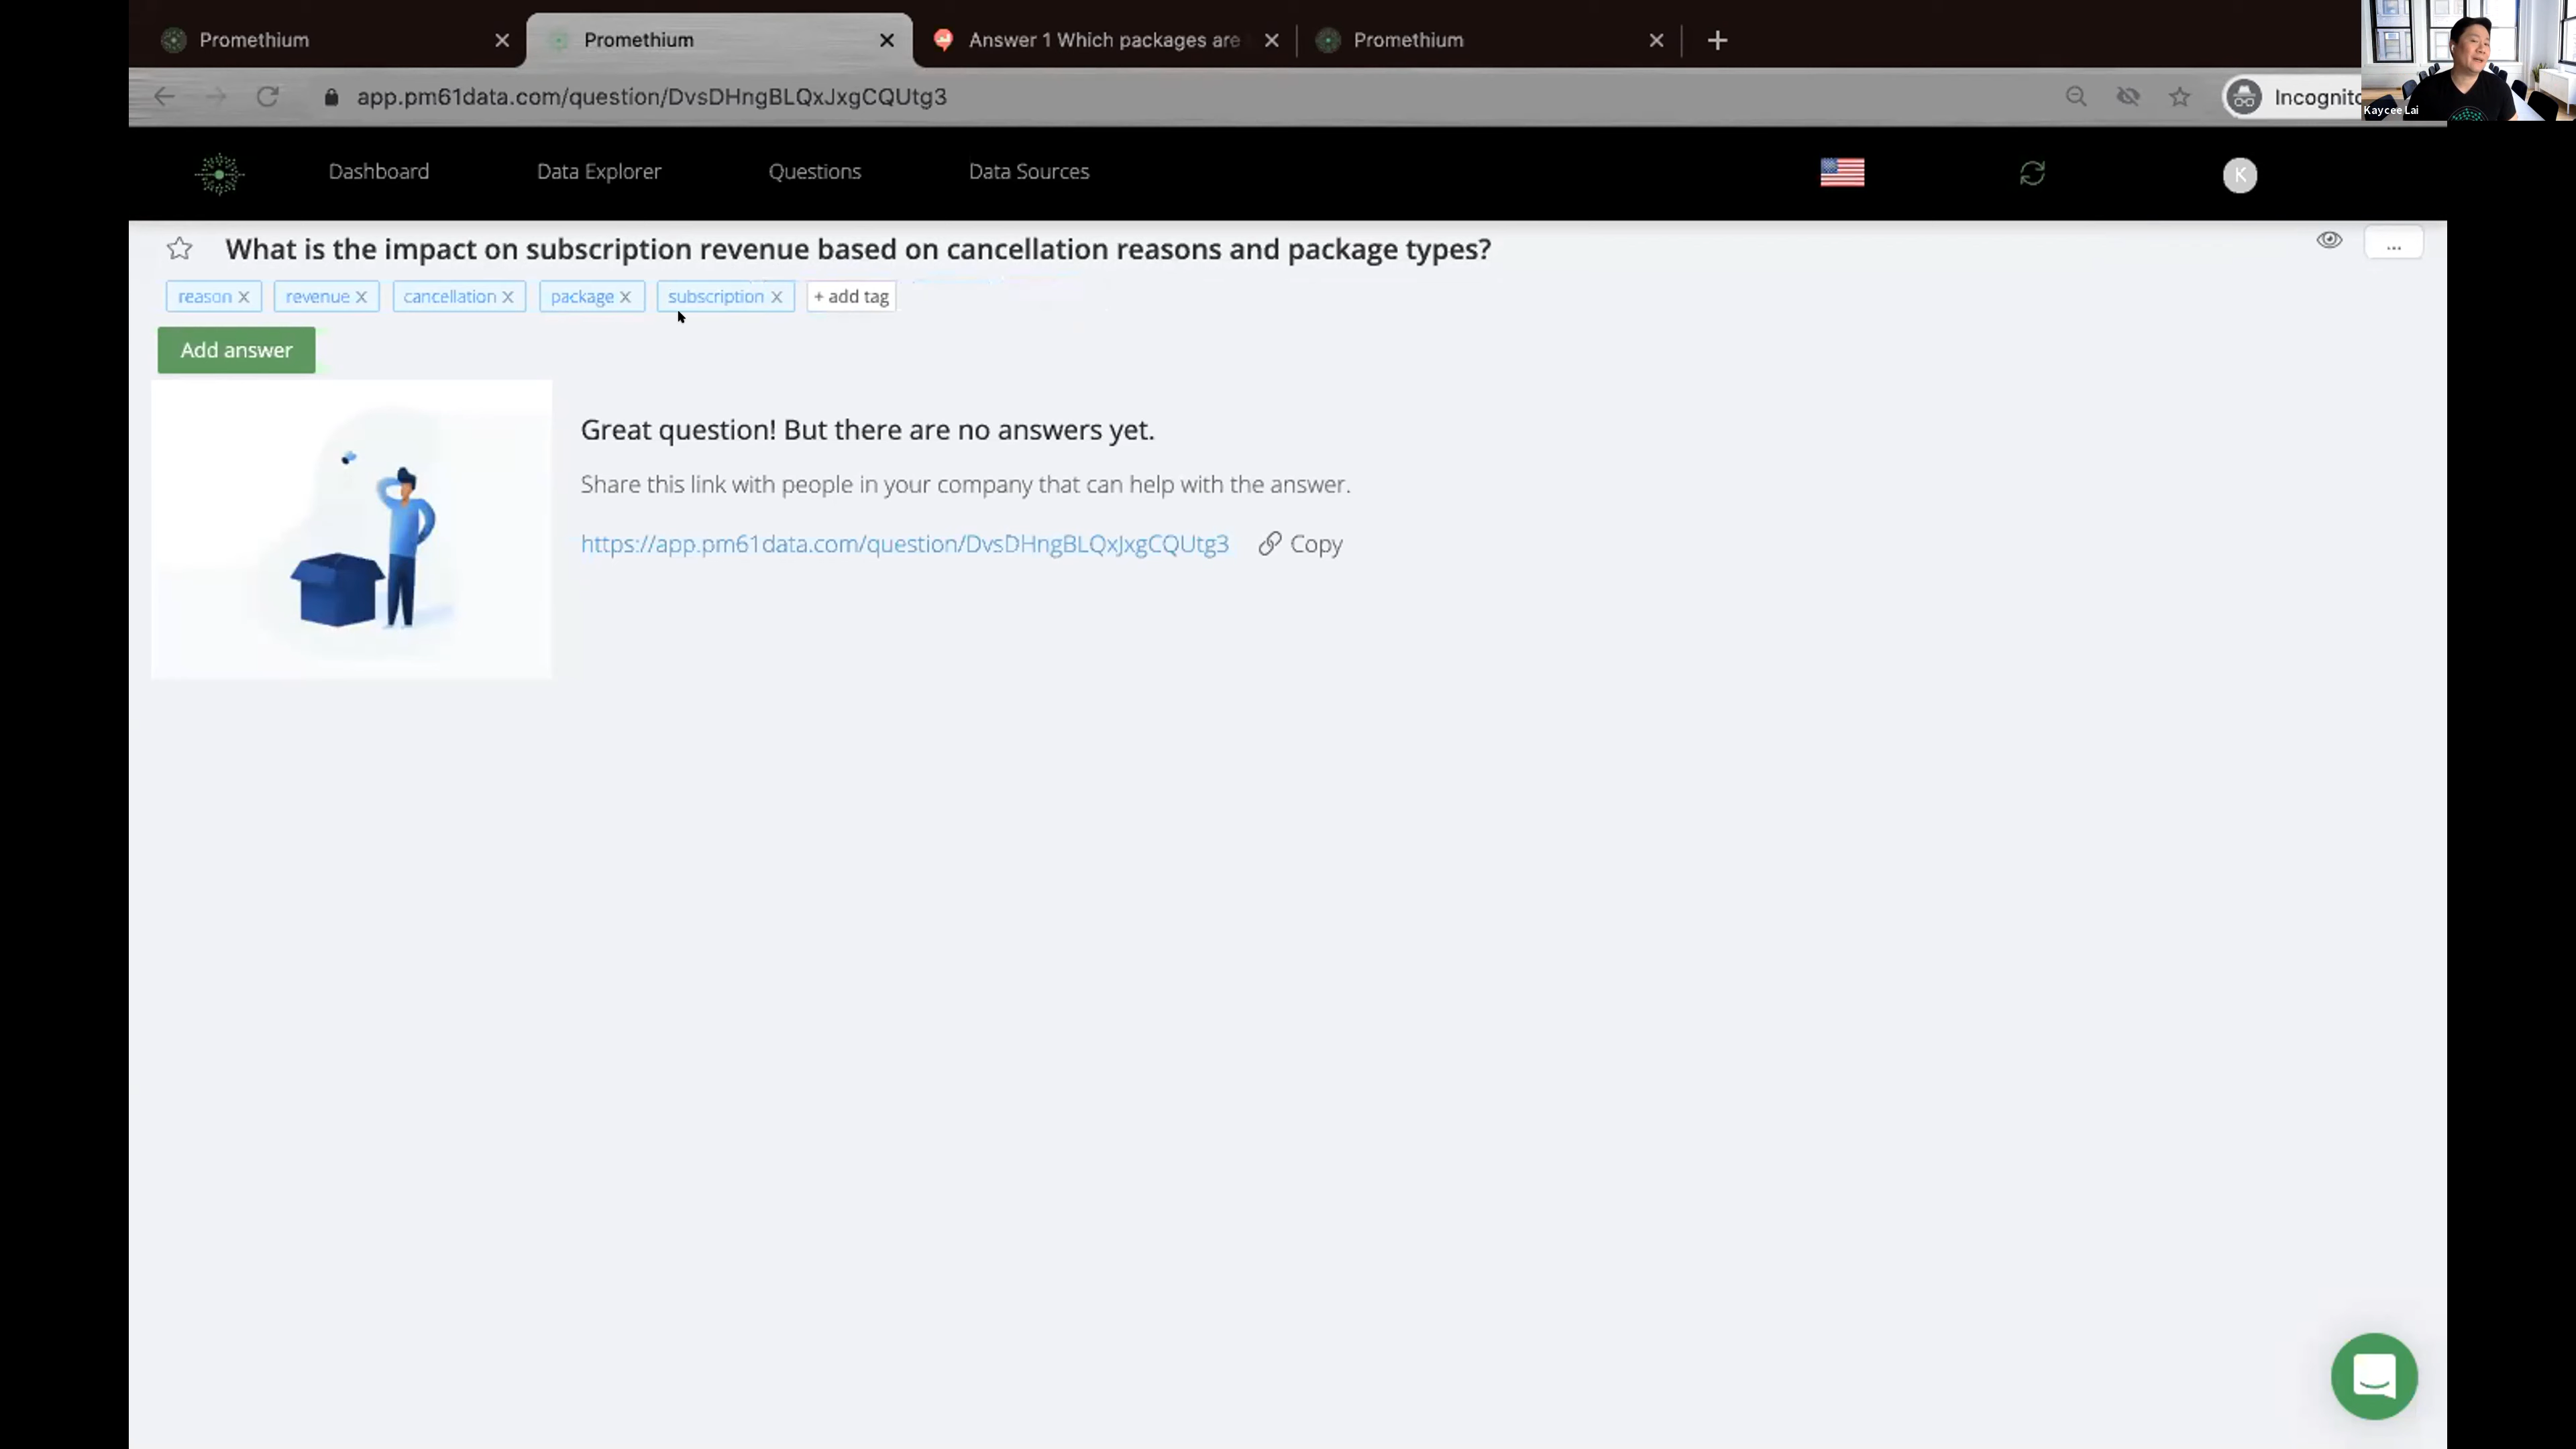 Promethium
Promethium
Answer 1 Which packages are
Promethium
app.pm61data.com/question/DvsDHngBLQxJxgCQUtg3
Incognito
Kaycee Lai
Dashboard
Data Explorer
Questions
Data Sources
K
What is the impact on subscription revenue based on cancellation reasons and package types?
...
reason
revenue
cancellation
package
subscription
+ add tag
Add answer
Great question! But there are no answers yet.
Share this link with people in your company that can help with the answer.
https://app.pm61data.com/question/DvsDHngBLQxJxgCQUtg3
Copy